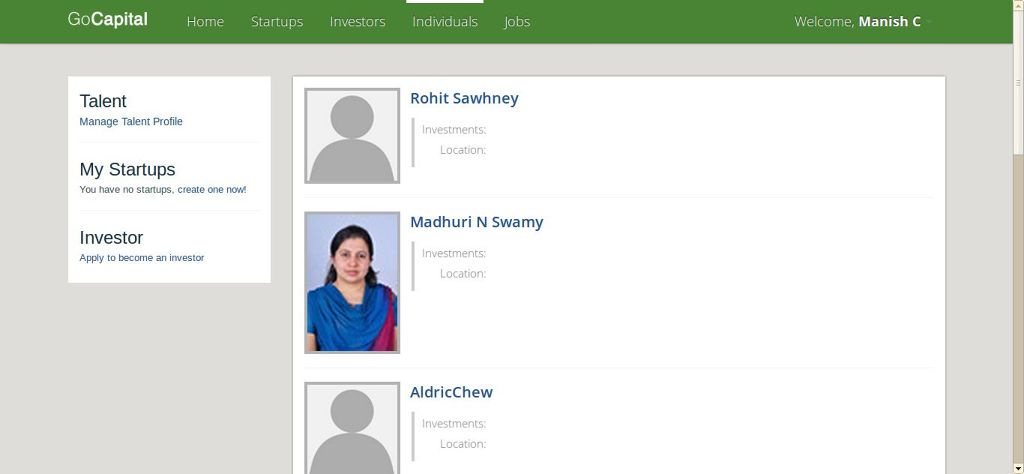 GoCapital Home Startups Investors Individuals Jobs Welcome, Manish C
Talent
Manage Talent Profile
My Startups
You have no startups, create one now!
Investor
Apply to become an investor
Rohit Sawhney
Investments:
Location:
Madhuri N Swamy
Investments:
Location:
AldricChew
Investments:
Location: